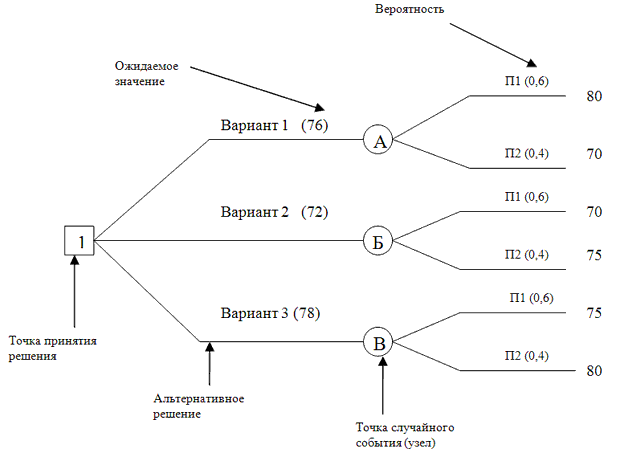 Вероятность
Ожидаемое
значение
П1 (0,6)
80
Вариант 1 (76)
А
П2 (0,4)
70
П1 (0,6)
70
Вариант 2 (72)
1
Б
П2 (0,4)
75
П1 (0,6)
75
Вариант 3 (78)
В
Точка принятия
решения
П2 (0,4)
80
Альтернативное
решение
Точка случайного
события (узел)